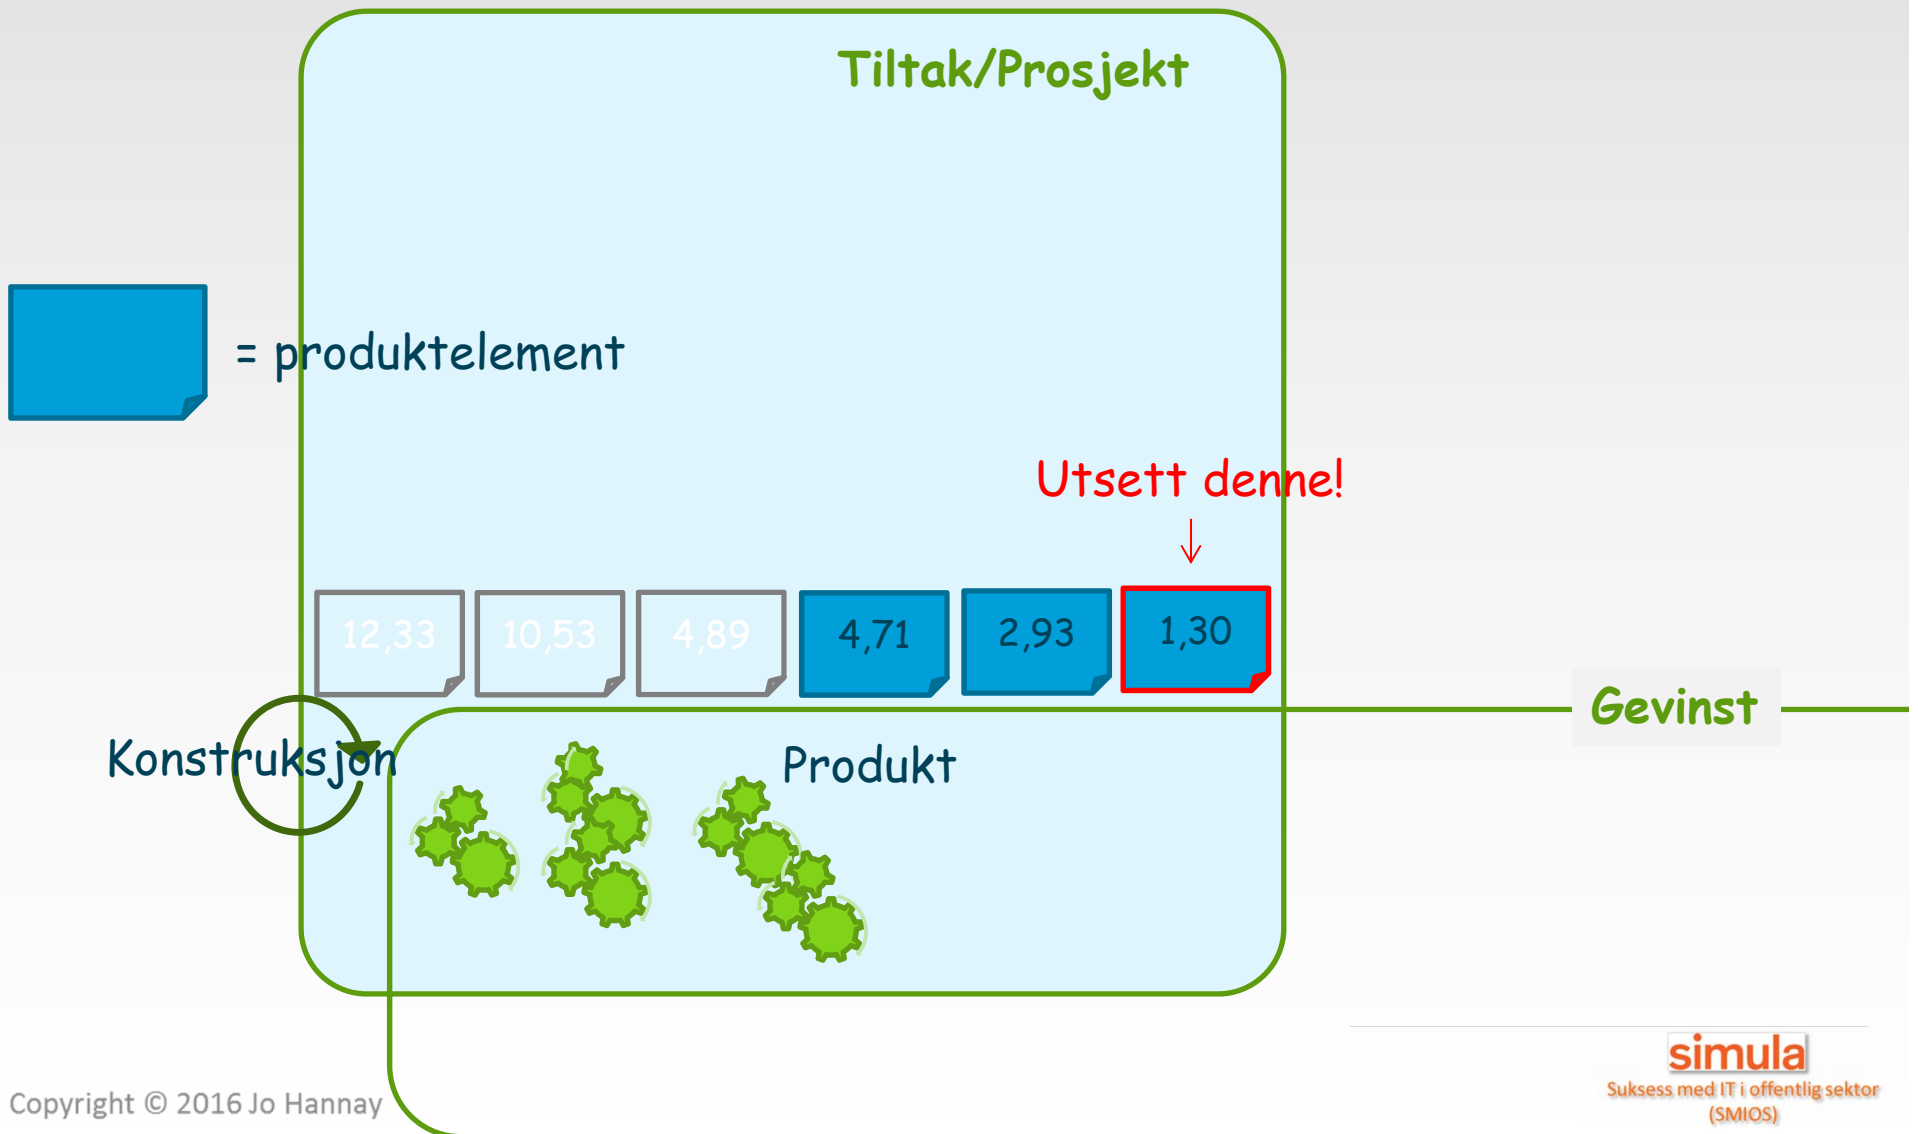 Tiltak/Prosjekt
= produktelement
Utsett denne!
12,33 10,53 4,89 4,71 2,93 1,30
Gevinst
Konstruksjon
Produkt
simula
Suksess med IT i offentlig sektor
(SMIOS)
Copyright © 2016 Jo Hannay